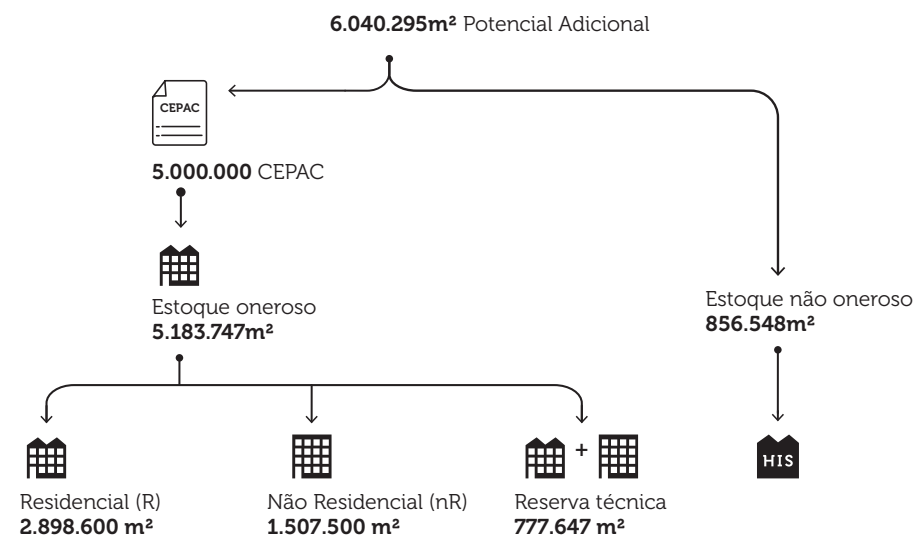 6.040.295m² Potencial Adicional
CEPAC
5.000.000 CEPAC
Estoque oneroso
5.183.747m²
Estoque não oneroso
856.548m²
+
HIS
Residencial (R)
2.898.600 m²
Não Residencial (nR)
1.507.500 m²
Reserva técnica
777.647 m²